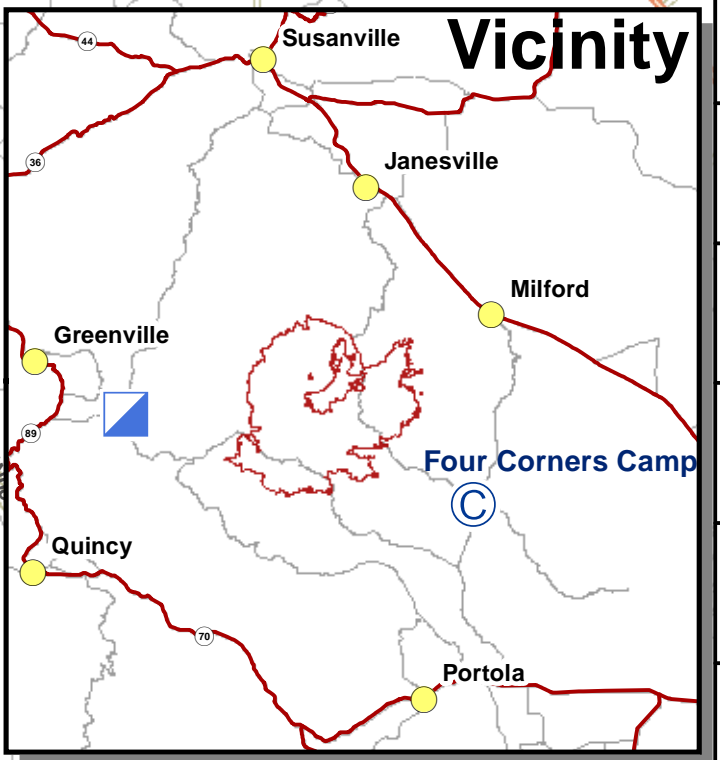 Vicinity
Susanville
44
36
Janesville
Milford
Greenville
89
Four Corners Camp
C
Quincy
70
Portola